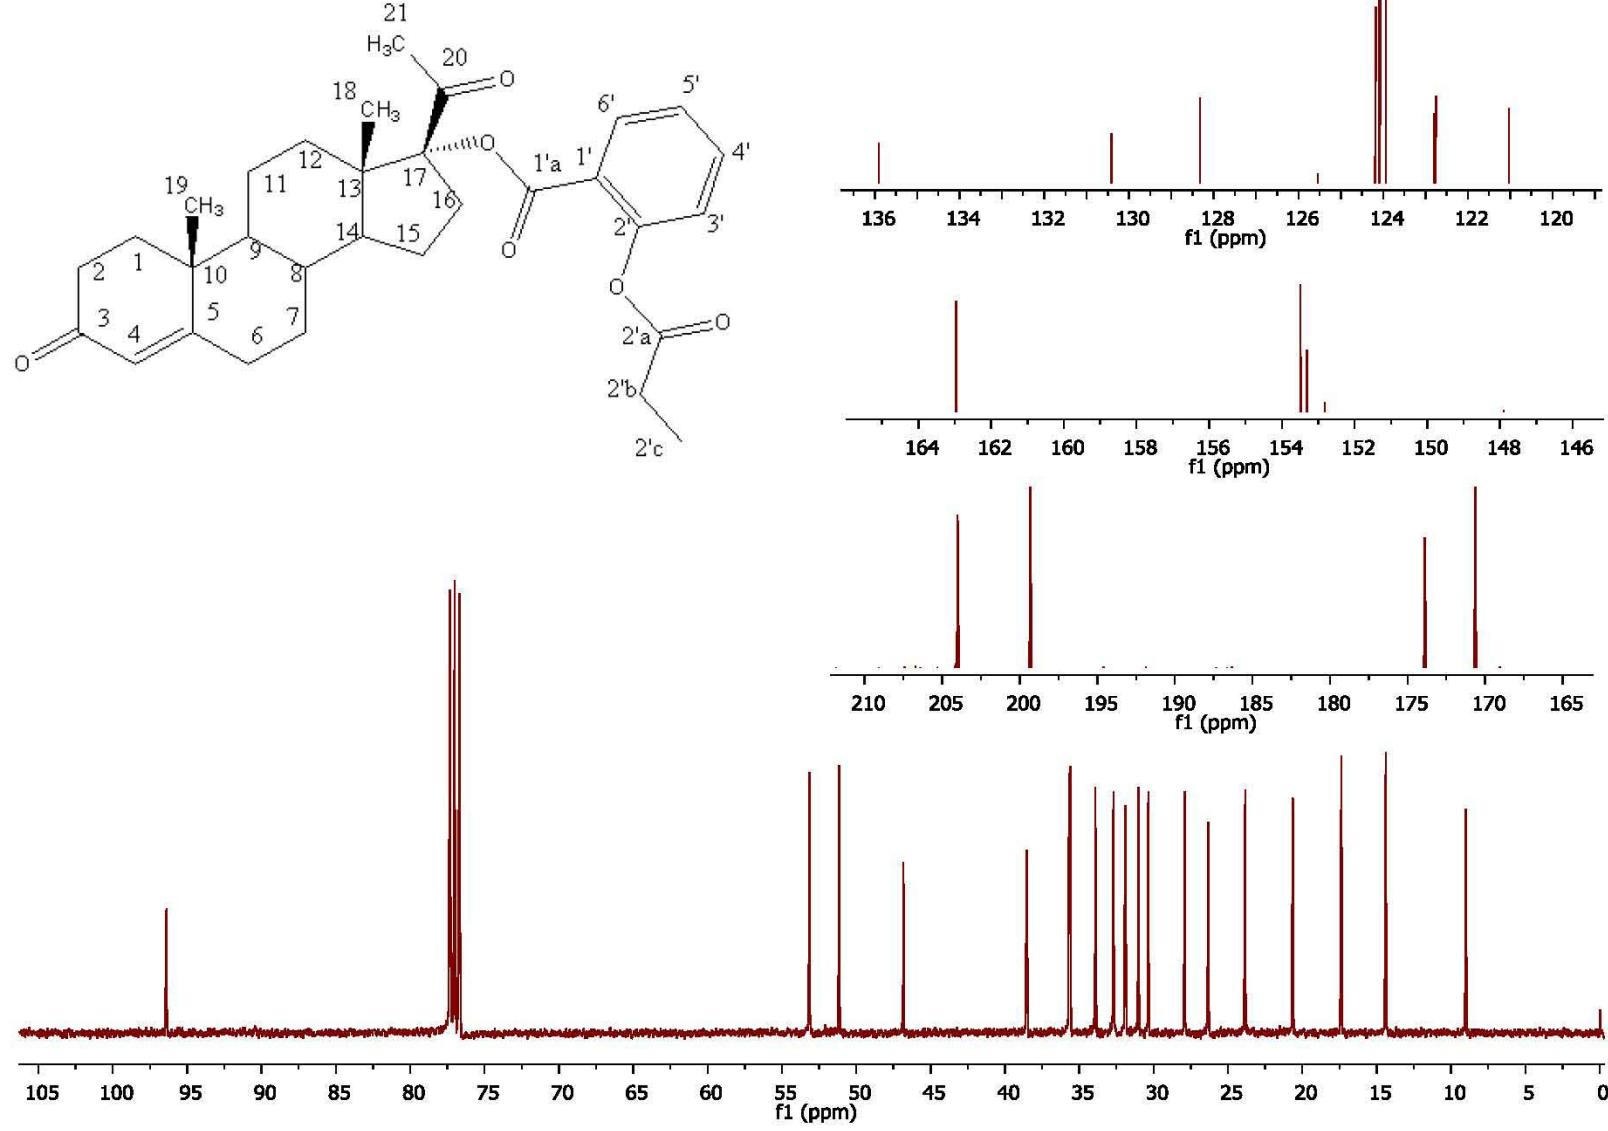 21
H₃C
20
O
18
CH₃
6'
5'
O
1'a
1'
4'
12
17
19
11
13
16
CH₃
2'
3'
14
15
O
9
O
2
1
10
8
3
5
7
4
6
2'a
O
O
2'b
2'c
136 134 132 130 128 126 124 122 120
f1 (ppm)
164 162 160 158 156 154 152 150 148 146
f1 (ppm)
210 205 200 195 190 185 180 175 170 165
f1 (ppm)
105 100 95 90 85 80 75 70 65 60 55 50 45 40 35 30 25 20 15 10 5 0
f1 (ppm)